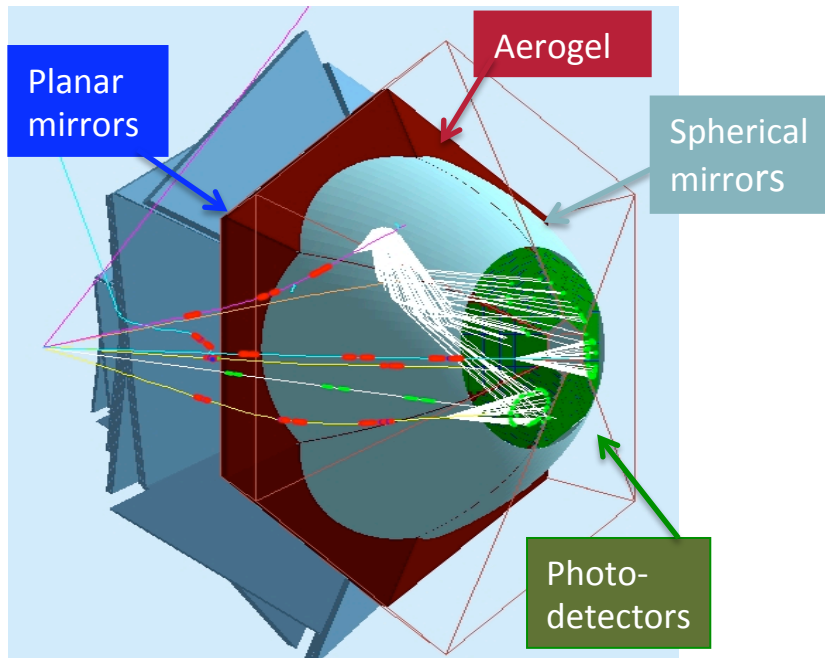 Aerogel
Planar
mirrors
Spherical
mirrors
Photo-
detectors